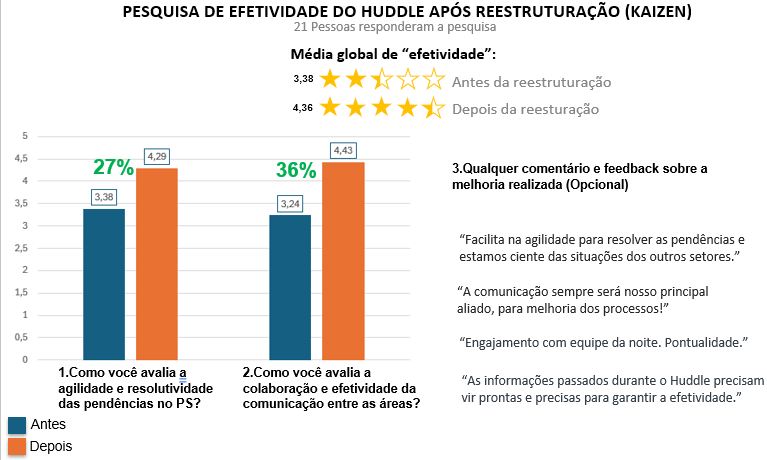 PESQUISA DE EFETIVIDADE DO HUDDLE APÓS REESTRUTURAÇÃO (KAIZEN)
21 Pessoas responderam a pesquisa
Média global de “efetividade”:
3,38 Antes da reestruturação
4,36 Depois da reesturação
5
4,5
4
3,5
3
2,5
2
1,5
1
0,5
0
27%
4,29
3,38
36%
4,43
3,24
1.Como você avalia a
agilidade e resolutividade
das pendências no PS?
2.Como você avalia a
colaboração e efetividade da
comunicação entre as áreas?
Antes
Depois
3.Qualquer comentário e feedback sobre a
melhoria realizada (Opcional)
“Facilita na agilidade para resolver as pendências e
estamos ciente das situações dos outros setores.”
“A comunicação sempre será nosso principal
aliado, para melhoria dos processos!”
“Engajamento com equipe da noite. Pontualidade.”
“As informações passados durante o Huddle precisam
vir prontas e precisas para garantir a efetividade.”